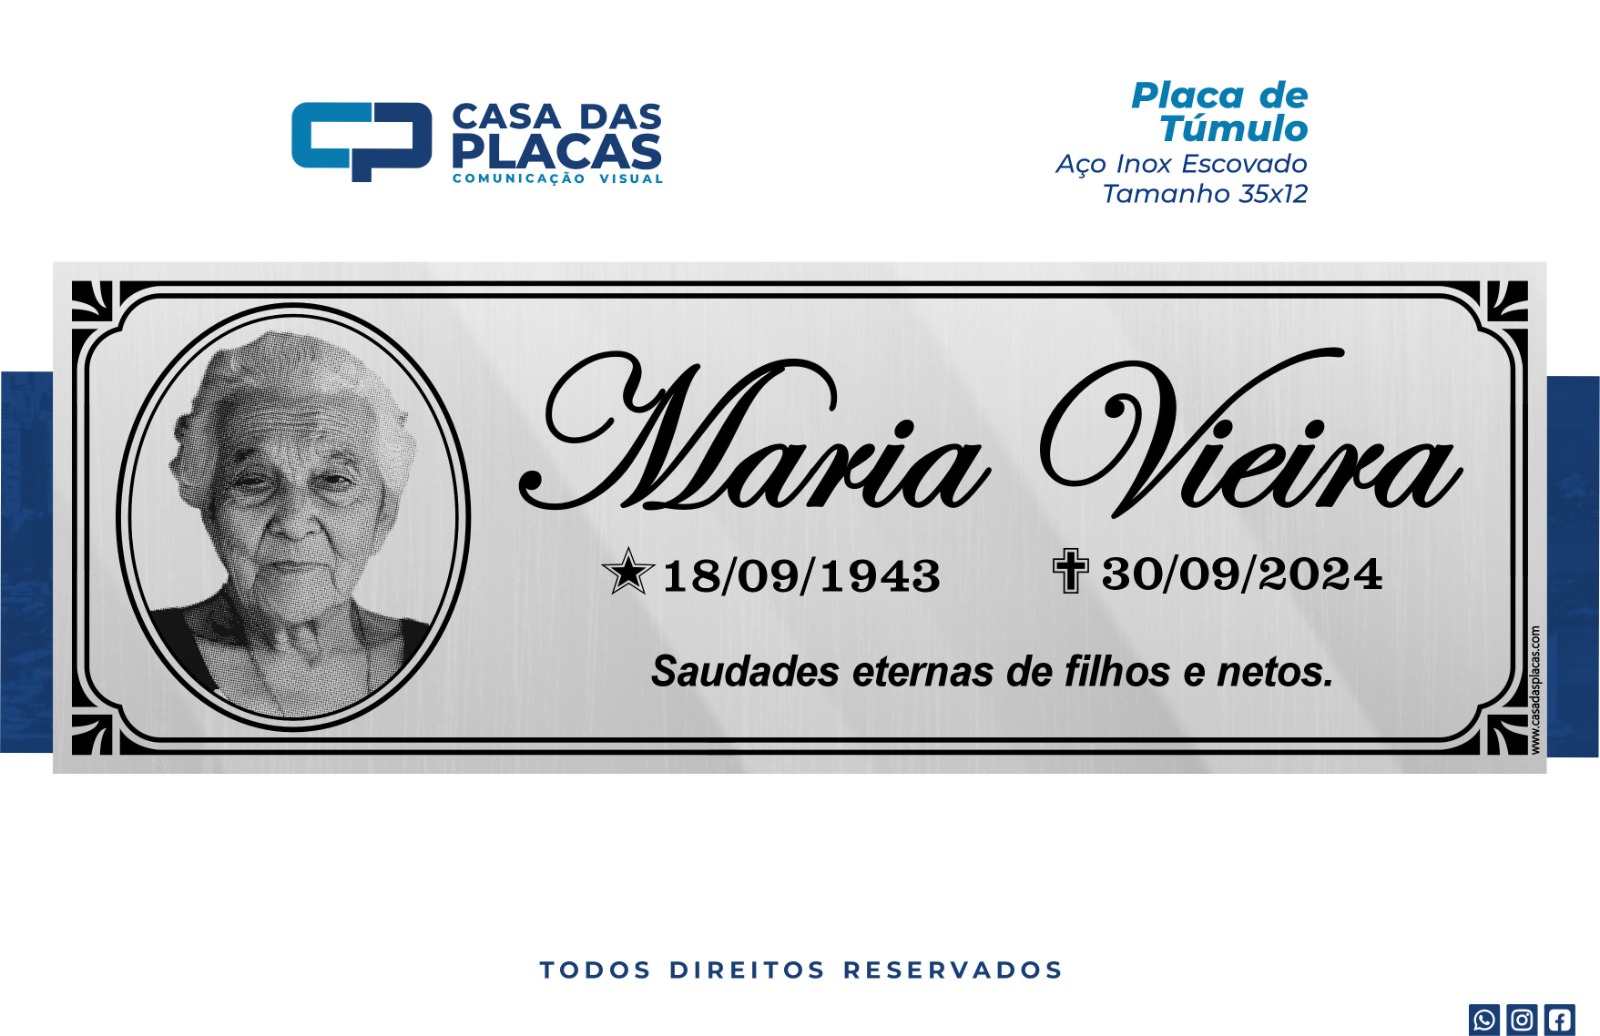 CASA DAS
PLACAS
COMUNICAÇÃO VISUAL
Placa de
Túmulo
Aço Inox Escovado
Tamanho 35x12
Maria Vieira
18/09/1943
30/09/2024
Saudades eternas de filhos e netos.
www.casadasplacas.com
TODOS DIREITOS RESERVADOS